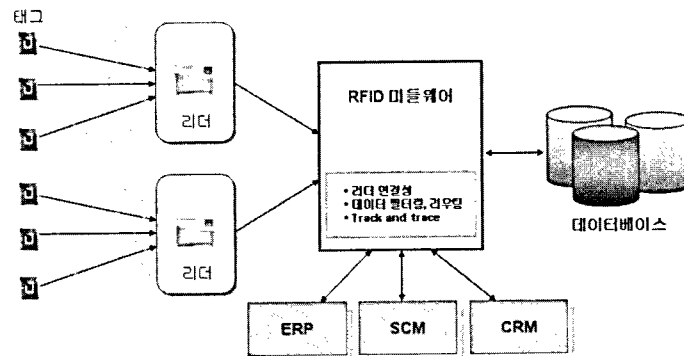 태그
리더
RFID 미들웨어
• 리더 연결성
• 데이터 필터링, 라우팅
• Track and trace
데이터베이스
리더
ERP
SCM
CRM